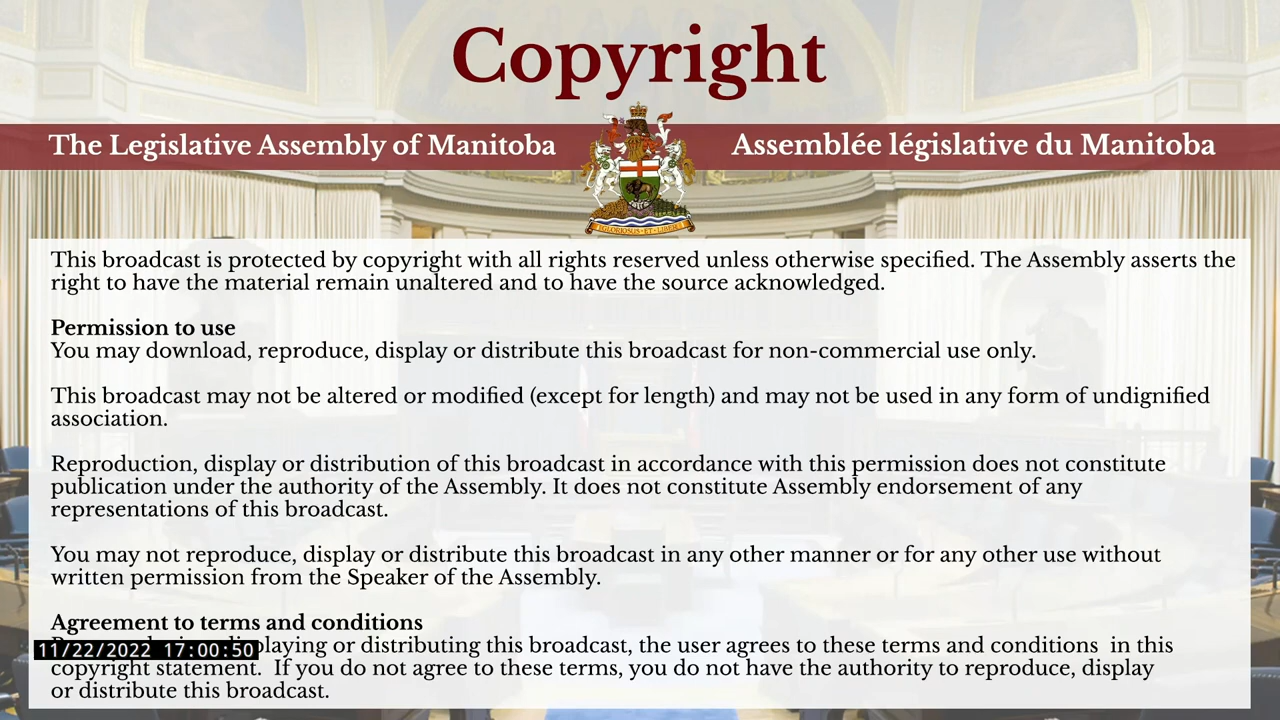 Copyright
The Legislative Assembly of Manitoba
Assemblée législative du Manitoba
This broadcast is protected by copyright with all rights reserved unless otherwise specified. The Assembly asserts the
right to have the material remain unaltered and to have the source acknowledged.
Permission to use
You may download, reproduce, display or distribute this broadcast for non-commercial use only.
This broadcast may not be altered or modified (except for length) and may not be used in any form of undignified
association.
Reproduction, display or distribution of this broadcast in accordance with this permission does not constitute
publication under the authority of the Assembly. It does not constitute Assembly endorsement of any
representations of this broadcast.
You may not reproduce, display or distribute this broadcast in any other manner or for any other use without
written permission from the Speaker of the Assembly.
Agreement to terms and conditions
11/22/2022 17:00:50
or distributing this broadcast, the user agrees to these terms and conditions in this
copyright statement. If you do not agree to these terms, you do not have the authority to reproduce, display
or distribute this broadcast.